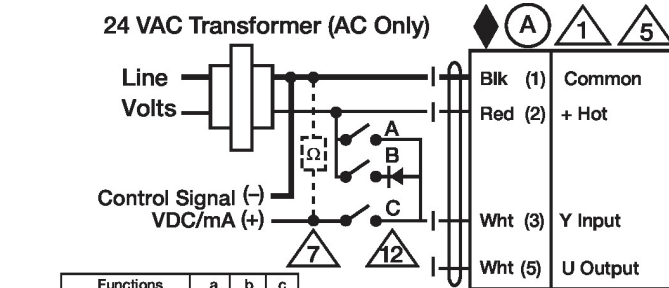 24 VAC Transformer (AC Only)
A 1 5
Line
Volts
Blk (1) Common
Red (2) + Hot
A
Ω
B
Control Signal (–)
VDC/mA (+)
C
Wht (3) Y Input
7 12
Wht (5) U Output
Functions a b c